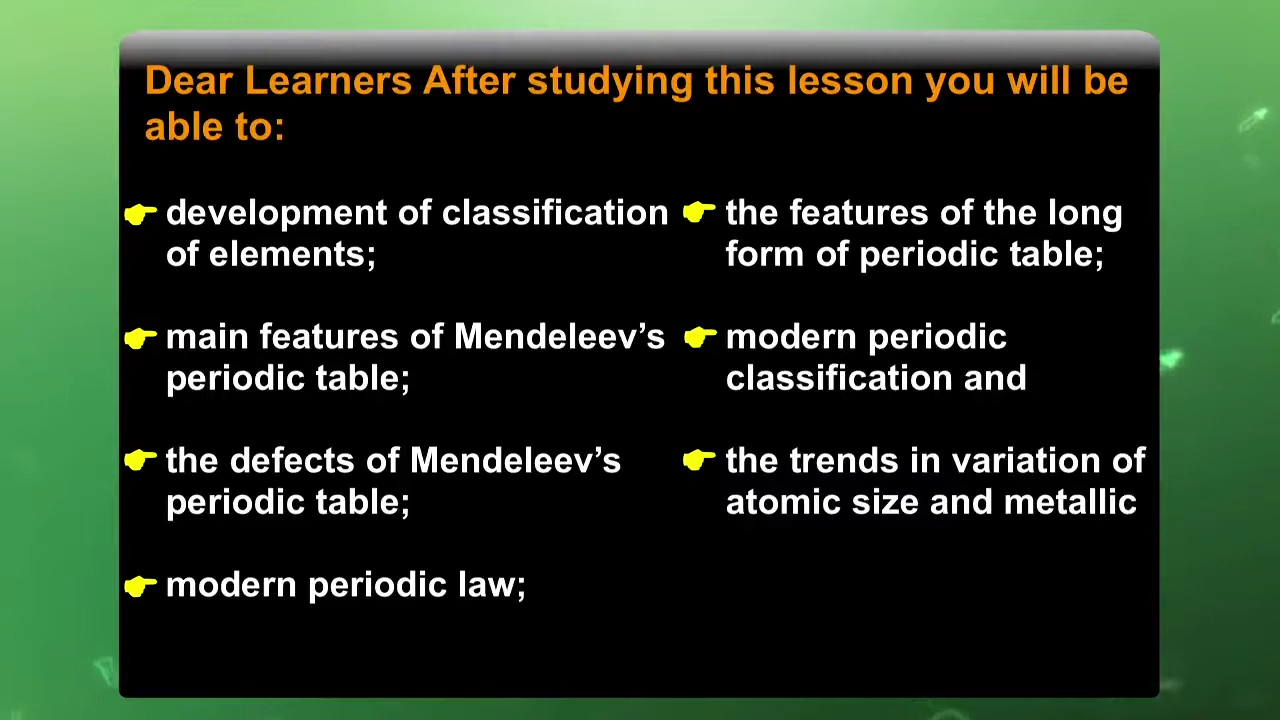 Dear Learners After studying this lesson you will be
able to:
development of classification
of elements;
main features of Mendeleev’s
periodic table;
the defects of Mendeleev’s
periodic table;
modern periodic law;
the features of the long
form of periodic table;
modern periodic
classification and
the trends in variation of
atomic size and metallic